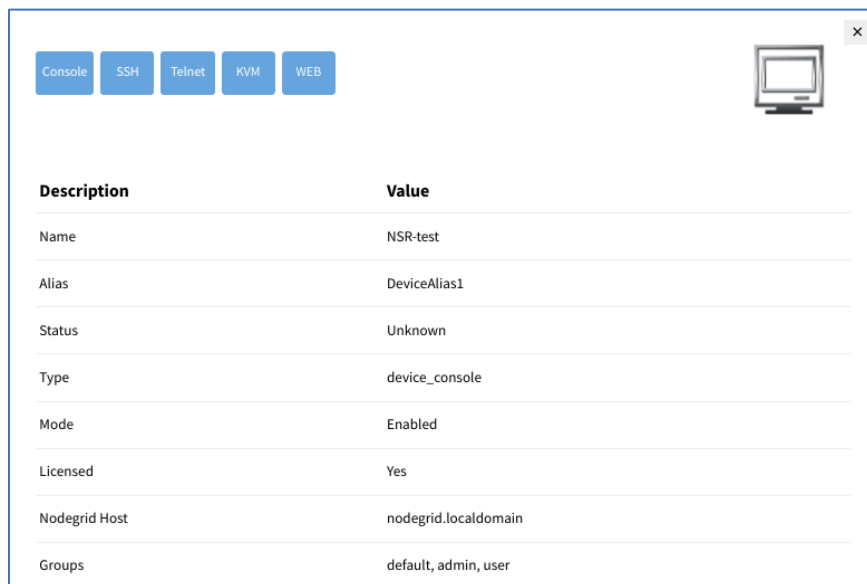 ×
Console SSH Telnet KVM WEB
Description Value
Name NSR-test
Alias DeviceAlias1
Status Unknown
Type device_console
Mode Enabled
Licensed Yes
Nodegrid Host nodegrid.localdomain
Groups default, admin, user